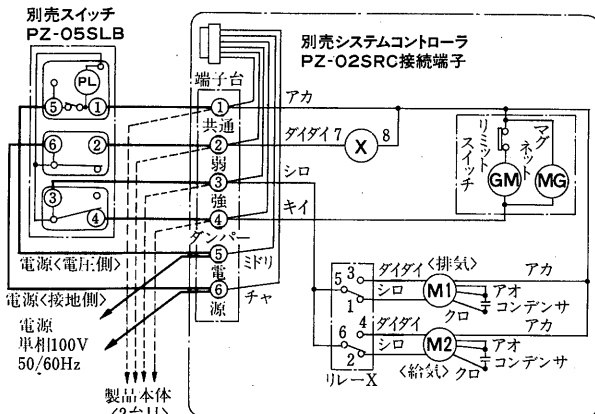 別売スイッチ
PZ-05SLB
別売システムコントローラ
PZ-02SRC接続端子
PL
⑤
①
⑥
②
③
④
端子台
①
共通
②
弱
③
強
④
ダンパー
⑤
電
⑥
源
アカ
ダイダイ
7
X
8
シロ
キイ
ミドリ
チャ
リミットスイッチ
マグネット
GM
MG
電源<電圧側>
電源<接地側>
電源
単相100V
50/60Hz
製品本体
<2台目>
5
3
1
ダイダイ
シロ
<排気>
M1
アカ
アオ
クロ
コンデンサ
6
4
2
ダイダイ
シロ
M2
アカ
アオ
クロ
コンデンサ
<給気>
リレーX